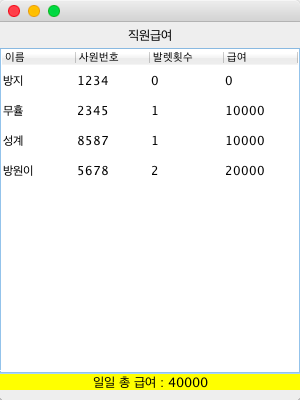 직원급여
이름 사원번호 발렛횟수 급여
방지 1234 0 0
무율 2345 1 10000
성계 8587 1 10000
방원이 5678 2 20000
일일 총 급여 : 40000